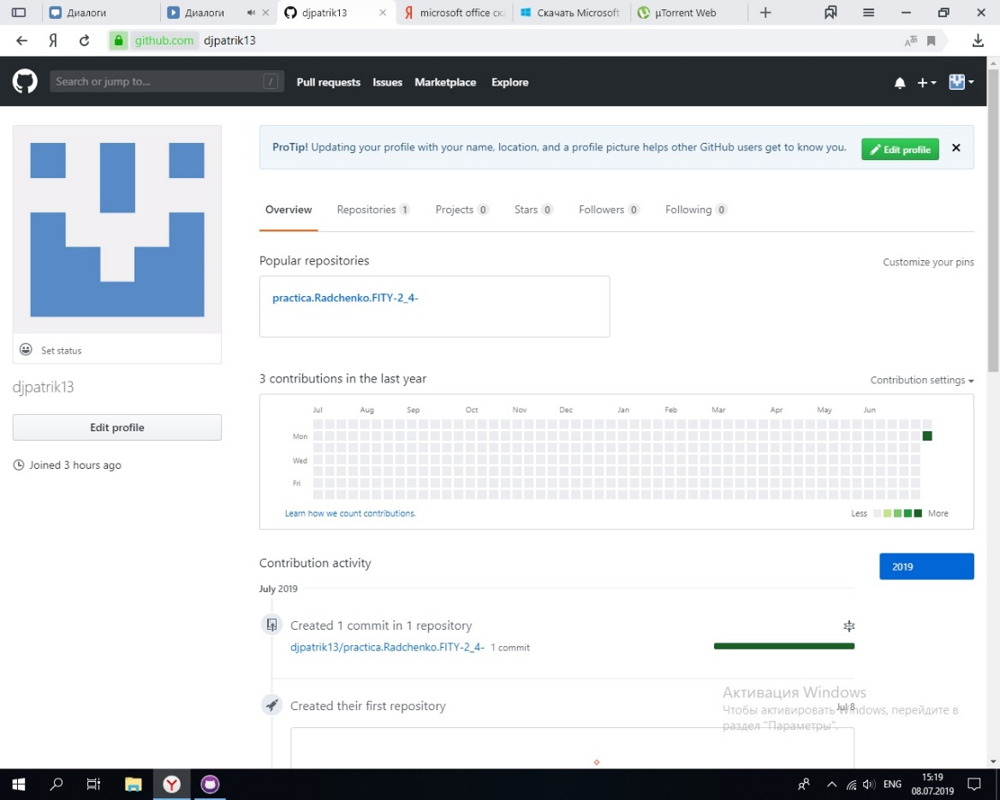 Диалоги
Диалоги
djpatrik13
microsoft office ск
Скачать Microsoft
µTorrent Web
github.com djpatrik13
Search or jump to... /
Pull requests Issues Marketplace Explore
ProTip! Updating your profile with your name, location, and a profile picture helps other GitHub users get to know you.
Edit profile
Overview Repositories 1 Projects 0 Stars 0 Followers 0 Following 0
Popular repositories
Customize your pins
practica.Radchenko.FITY-2_4-
Set status
djpatrik13
Edit profile
Joined 3 hours ago
3 contributions in the last year
Contribution settings
Jul Aug Sep Oct Nov Dec Jan Feb Mar Apr May Jun
Mon
Wed
Fri
Learn how we count contributions.
Less More
Contribution activity
2019
July 2019
Created 1 commit in 1 repository
djpatrik13/practica.Radchenko.FITY-2_4- 1 commit
Created their first repository
Jul 8
Активация Windows
Чтобы активировать Windows, перейдите в
раздел "Параметры".
ENG
15:19
08.07.2019